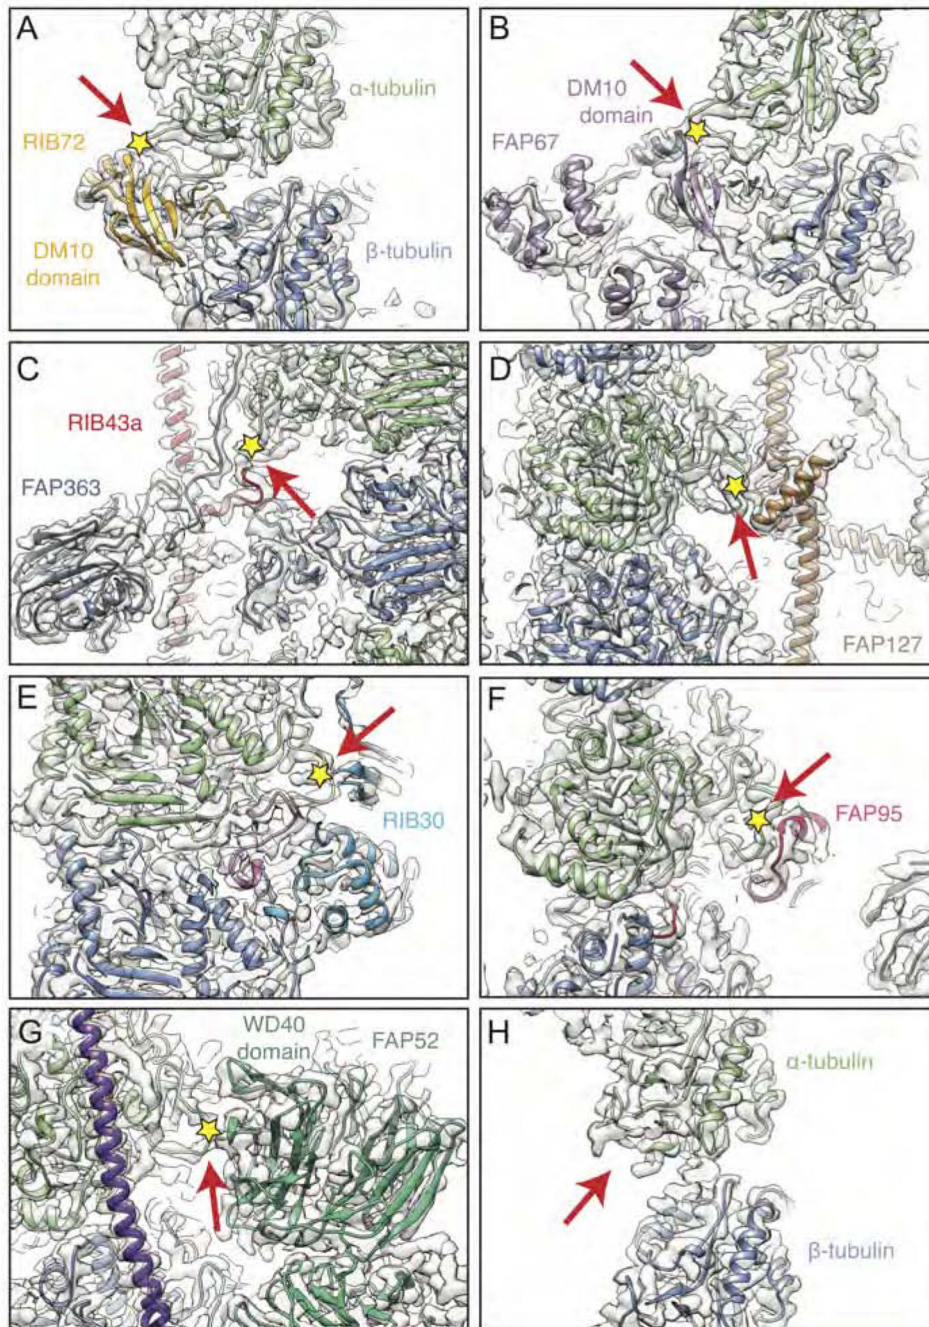 A
α-tubulin
RIB72
DM10
domain
β-tubulin
B
DM10
domain
FAP67
C
RIB43a
FAP363
D
FAP127
E
RIB30
F
FAP95
G
WD40
domain
FAP52
H
α-tubulin
β-tubulin